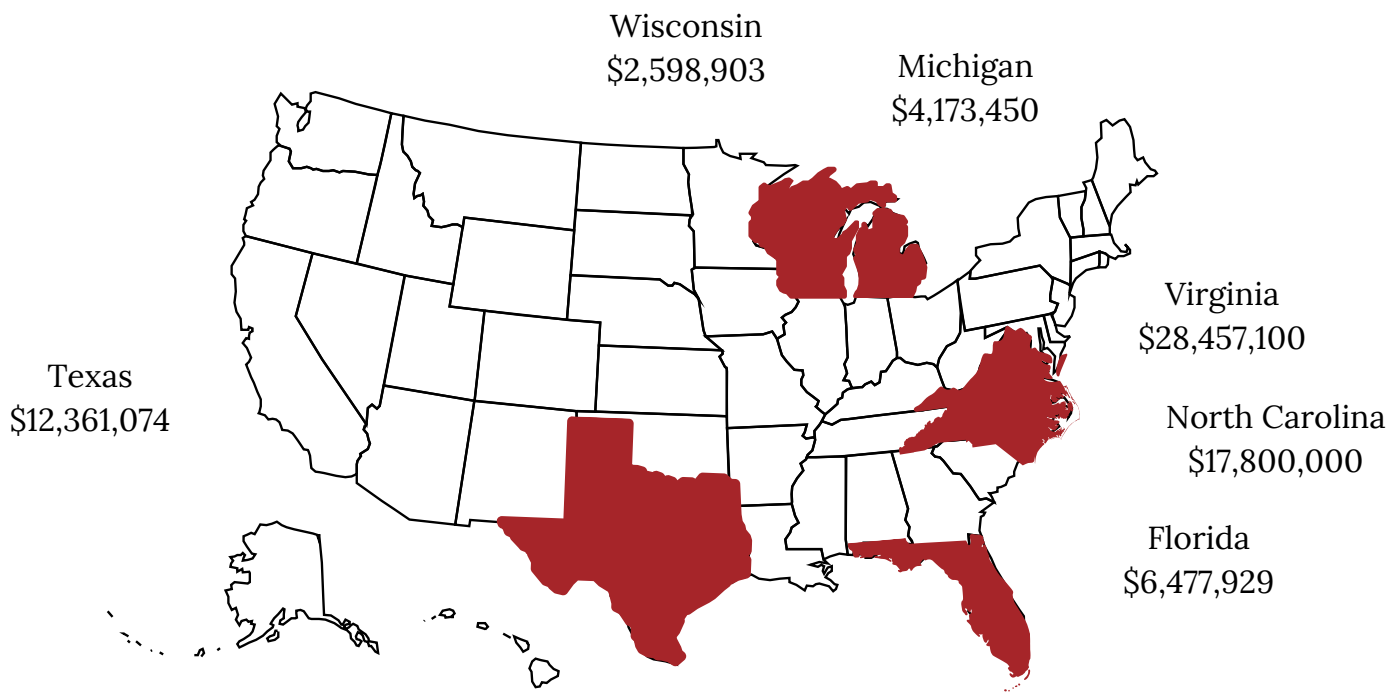 Wisconsin
$2,598,903
Michigan
$4,173,450
Virginia
$28,457,100
Texas
$12,361,074
North Carolina
$17,800,000
Florida
$6,477,929